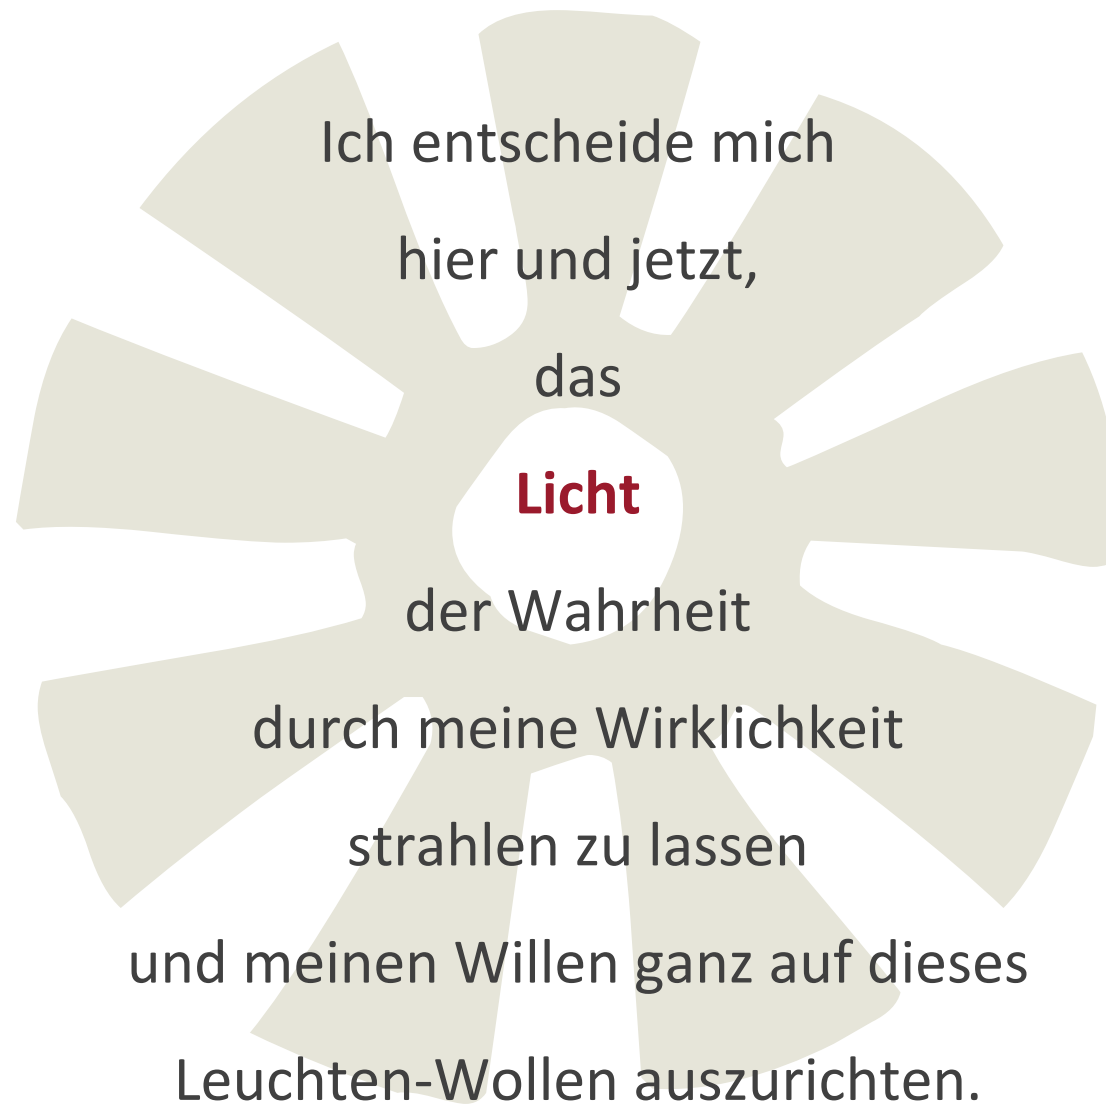 Ich entscheide mich
hier und jetzt,
das
Licht
der Wahrheit
durch meine Wirklichkeit
strahlen zu lassen
und meinen Willen ganz auf dieses
Leuchten-Wollen auszurichten.